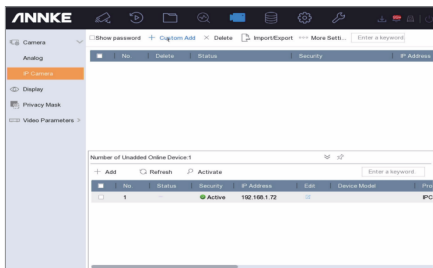 ANNKE
Camera
Show password + Custom Add × Delete Import/Export More Setti... Enter a keyword
Analog
No. Delete Status Security IP Address
IP Camera
Display
Privacy Mask
Video Parameters >
Number of Unadded Online Device:1
+ Add Refresh Activate Enter a keyword
No. Status Security IP Address Edit Device Model Pro
1 Active 192.168.1.72 IPC